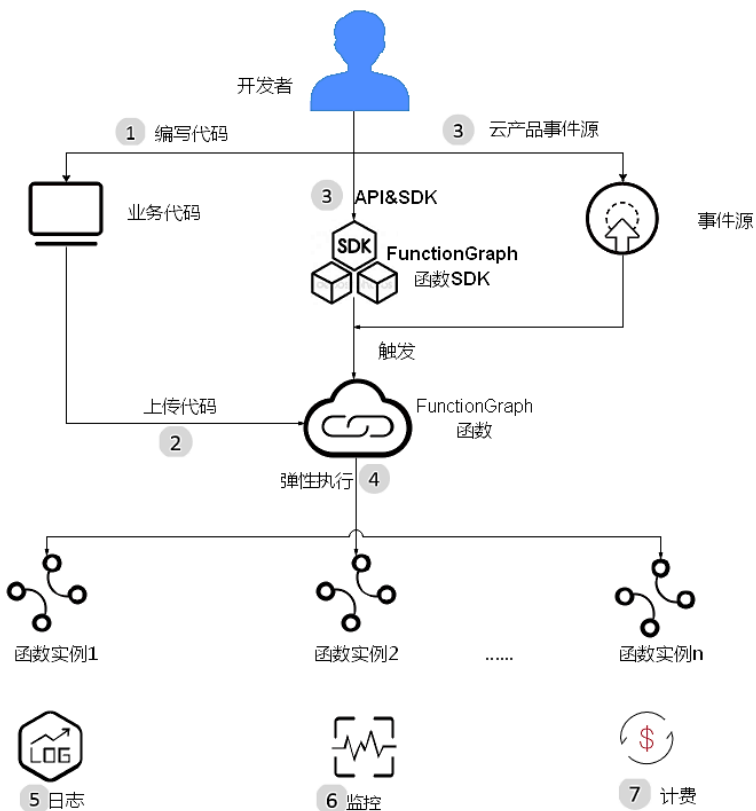 开发者
1 编写代码
3 云产品事件源
3 API&SDK
业务代码
事件源
SDK
FunctionGraph
函数SDK
触发
上传代码
2
FunctionGraph
函数
弹性执行 4
函数实例1
函数实例2
......
函数实例n
LOG
$
5 日志
6 监控
7 计费